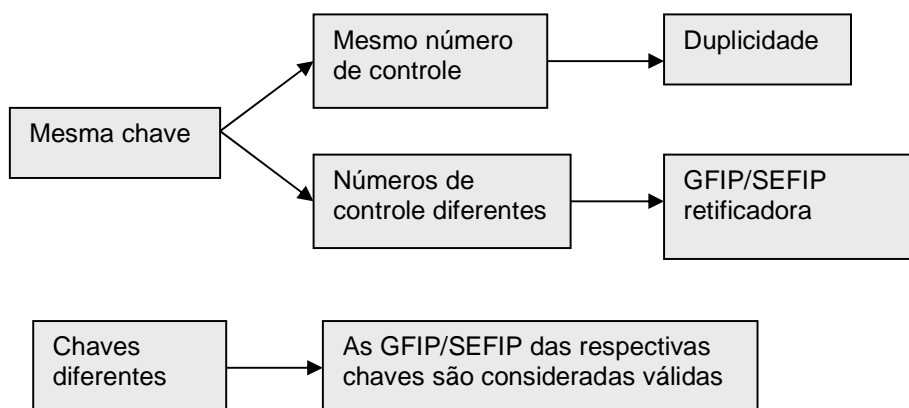 Mesma chave
Mesmo número
de controle
Duplicidade
Números de
controle diferentes
GFIP/SEFIP
retificadora
Chaves
diferentes
As GFIP/SEFIP das respectivas
chaves são consideradas válidas